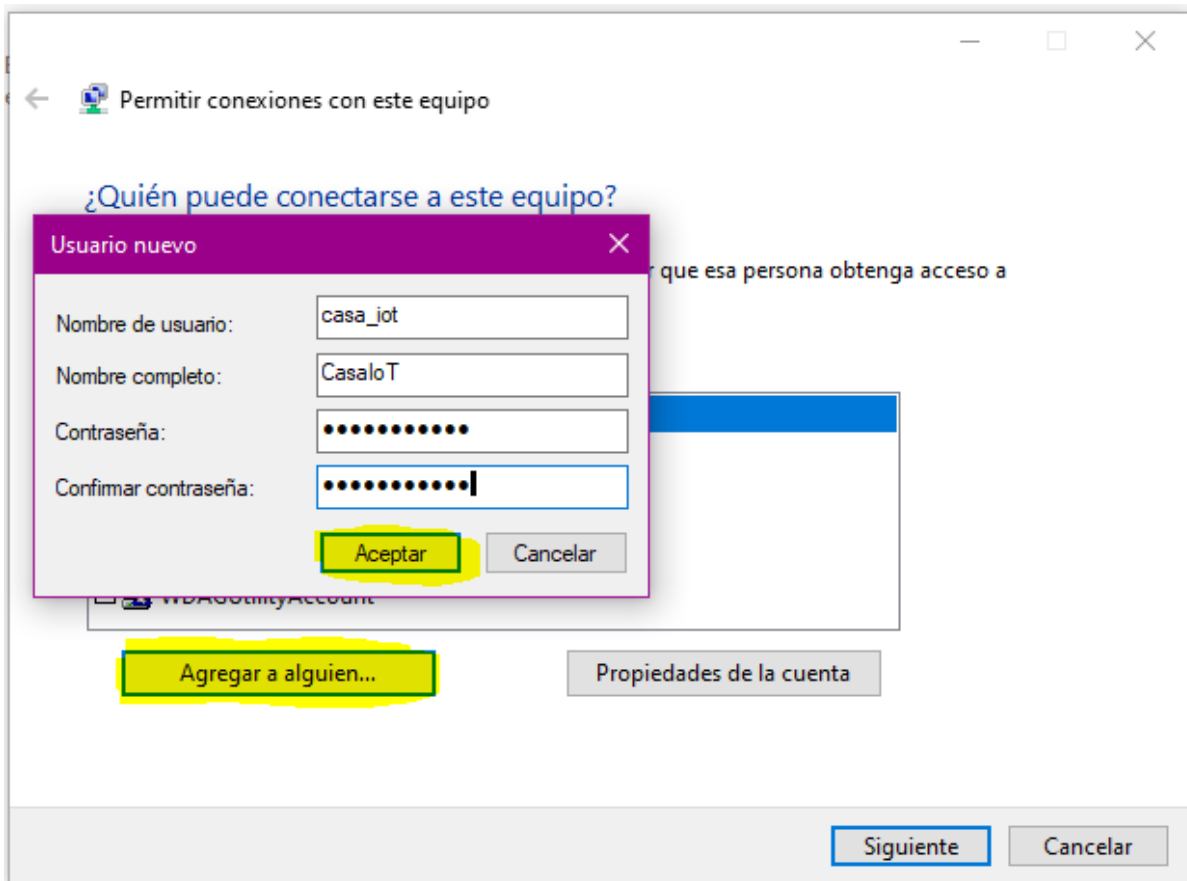 Permitir conexiones con este equipo
¿Quién puede conectarse a este equipo?
Usuario nuevo
que esa persona obtenga acceso a
Nombre de usuario:
casa_iot
Nombre completo:
CasaIoT
Contraseña:
●●●●●●●●●●●
Confirmar contraseña:
●●●●●●●●●●●
Aceptar
Cancelar
WDAGUtilityAccount
Agregar a alguien...
Propiedades de la cuenta
Siguiente
Cancelar